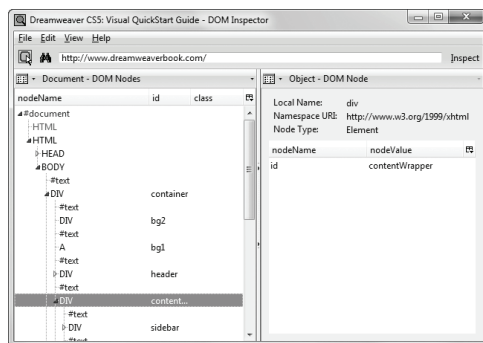 Dreamweaver CS5: Visual QuickStart Guide - DOM Inspector
File Edit View Help
http://www.dreamweaverbook.com/ Inspect
Document - DOM Nodes
nodeName id class
#document
HTML
HTML
HEAD
BODY
#text
DIV container
#text
DIV bg2
#text
A bg1
#text
DIV header
#text
DIV content...
#text
DIV sidebar
#text
Object - DOM Node
Local Name: div
Namespace URI: http://www.w3.org/1999/xhtml
Node Type: Element
nodeName nodeValue
id contentWrapper